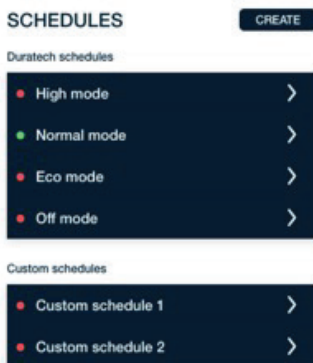 SCHEDULES CREATE
Duratech schedules
High mode
Normal mode
Eco mode
Off mode
Custom schedules
Custom schedule 1
Custom schedule 2